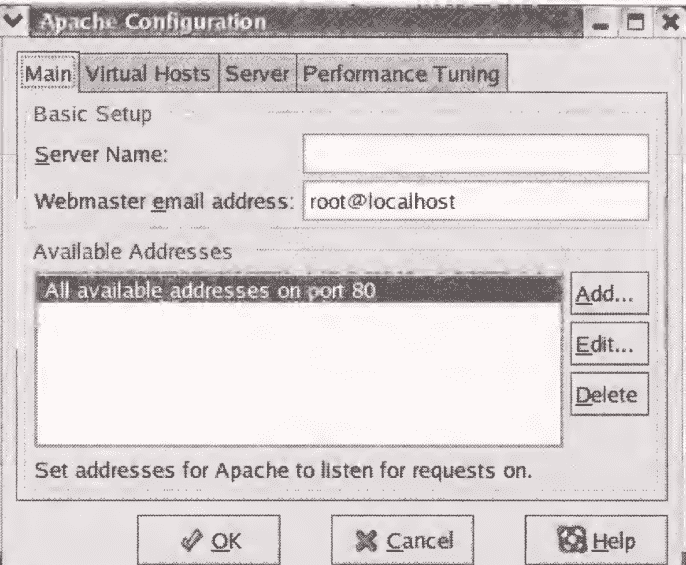 Apache Configuration
Main Virtual Hosts Server Performance Tuning
Basic Setup
Server Name:
Webmaster email address: root@localhost
Available Addresses
All available addresses on port 80
Add...
Edit...
Delete
Set addresses for Apache to listen for requests on.
OK Cancel Help